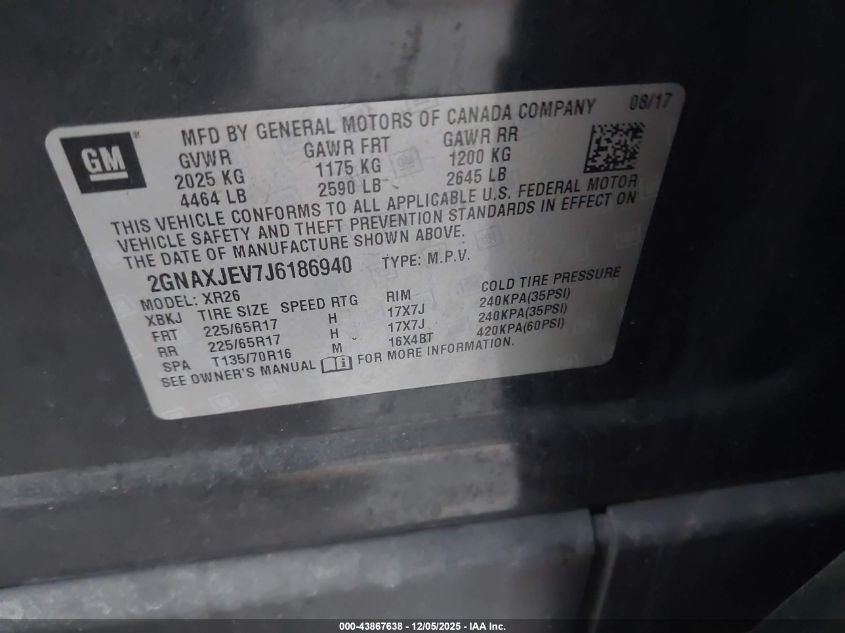 GM
MFD BY GENERAL MOTORS OF CANADA COMPANY 08/17
GVWR GAWR FRT GAWR RR
2025 KG 1175 KG 1200 KG
4464 LB 2590 LB 2645 LB
THIS VEHICLE CONFORMS TO ALL APPLICABLE U.S. FEDERAL MOTOR
VEHICLE SAFETY AND THEFT PREVENTION STANDARDS IN EFFECT ON
THE DATE OF MANUFACTURE SHOWN ABOVE.
2GNAXJEV7J6186940 TYPE: M.P.V.
MODEL: XR26
XBKJ TIRE SIZE SPEED RTG RIM COLD TIRE PRESSURE
FRT 225/65R17 H 17X7J 240KPA(35PSI)
RR 225/65R17 H 17X7J 240KPA(35PSI)
SPA T135/70R16 M 16X4BT 420KPA(60PSI)
SEE OWNER'S MANUAL FOR MORE INFORMATION.
000-43867638 - 12/05/2025 - IAA Inc.